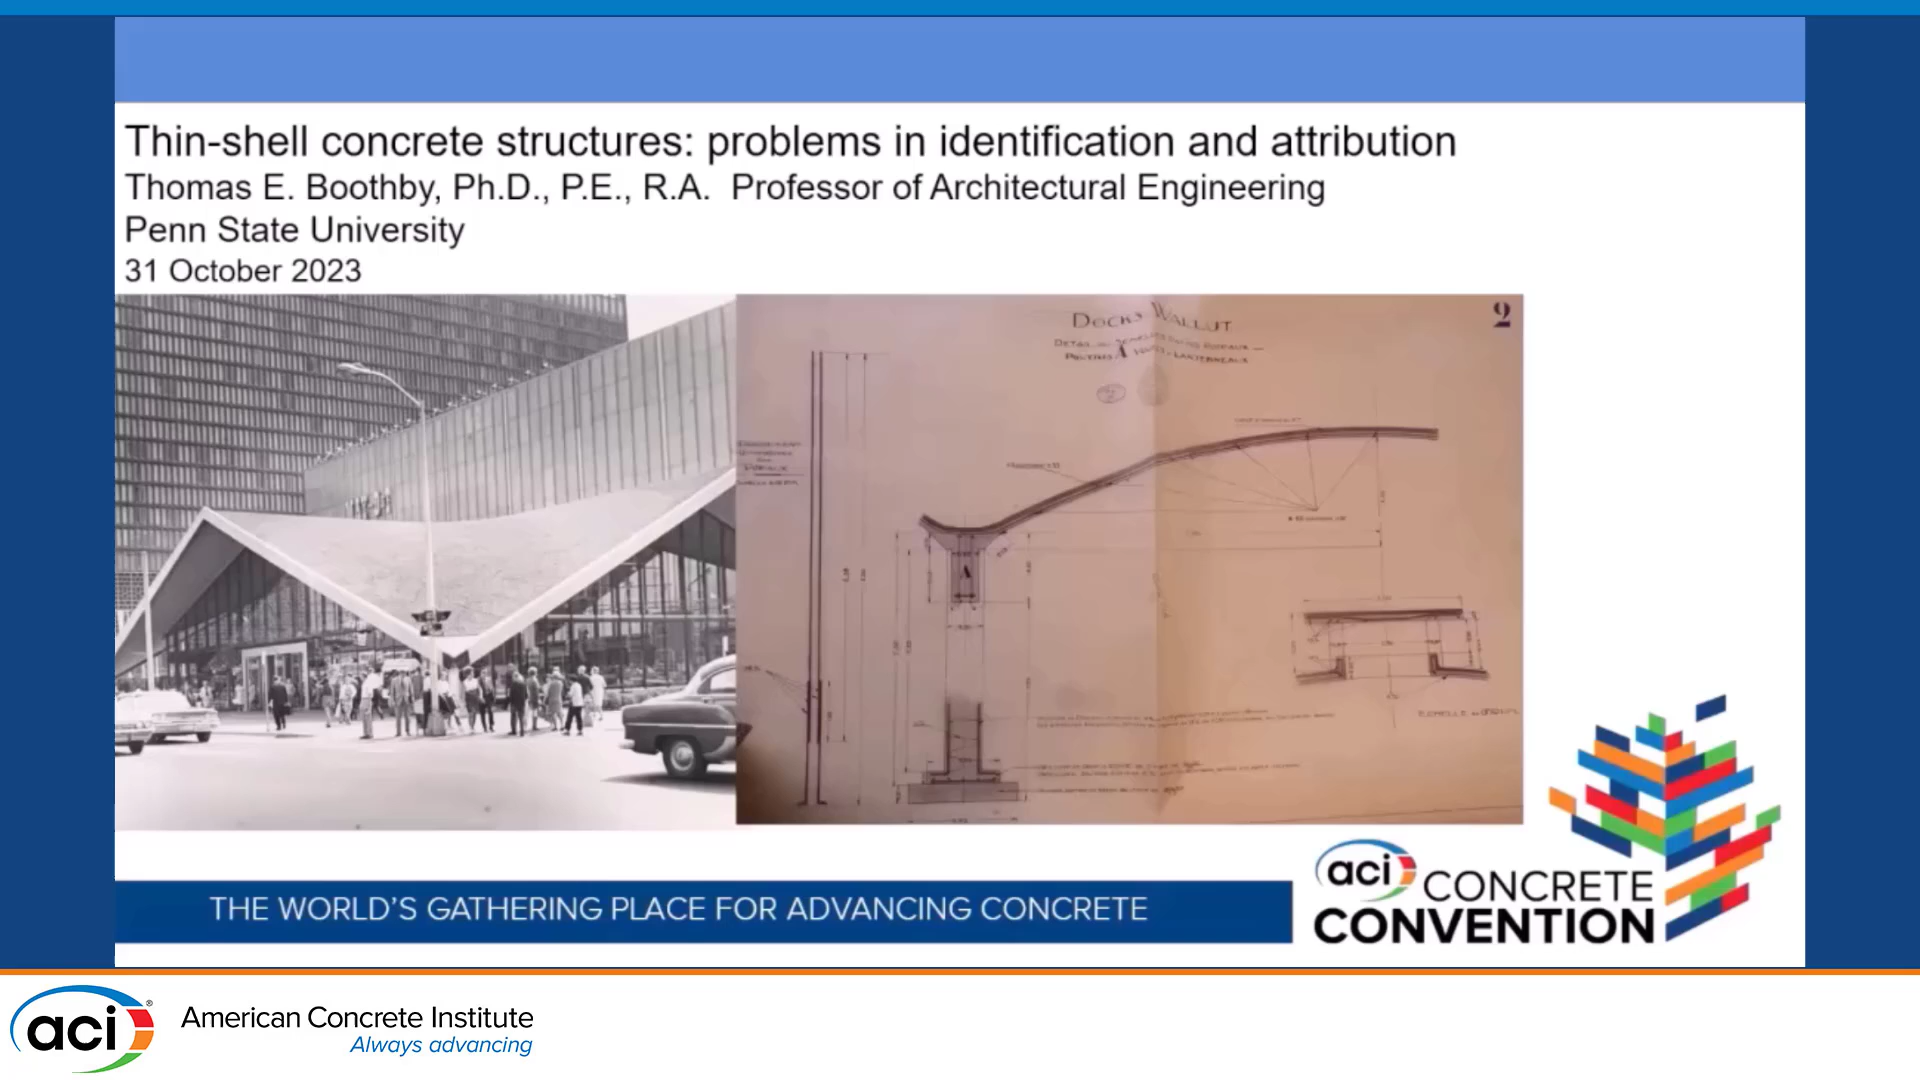 Thin-shell concrete structures: problems in identification and attribution
Thomas E. Boothby, Ph.D., P.E., R.A. Professor of Architectural Engineering
Penn State University
31 October 2023
DOCKS WALLUT
2
A
THE WORLD'S GATHERING PLACE FOR ADVANCING CONCRETE
aci CONCRETE
CONVENTION
aci® American Concrete Institute
Always advancing